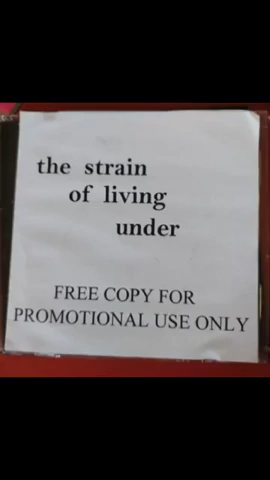 the strain
of living
under
FREE COPY FOR
PROMOTIONAL USE ONLY